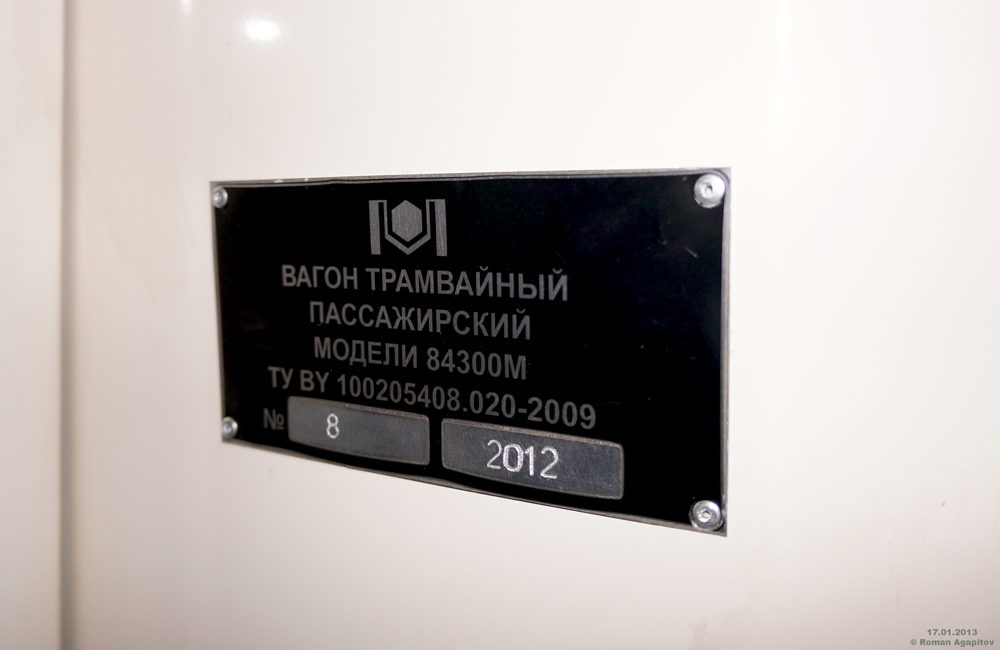 ВАГОН ТРАМВАЙНЫЙ
ПАССАЖИРСКИЙ
МОДЕЛИ 84300М
ТУ BY 100205408.020-2009
№ 8 2012
17.01.2013
© Roman Agapitov